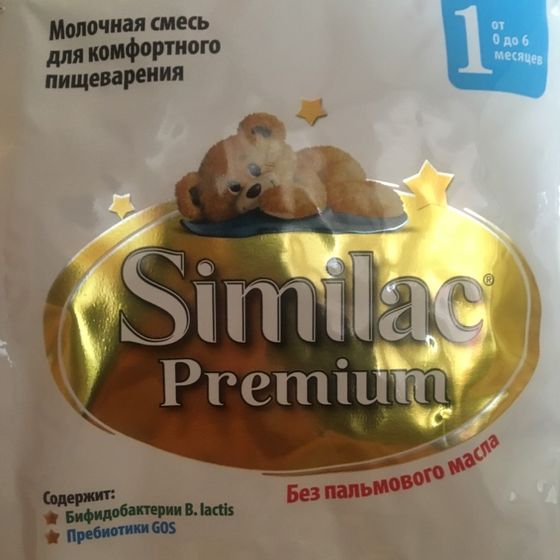 Молочная смесь
для комфортного
пищеварения
1
от
0 до 6
месяцев
Similac®
Premium
Без пальмового масла
Содержит:
Бифидобактерии B. lactis
Пребиотики GOS